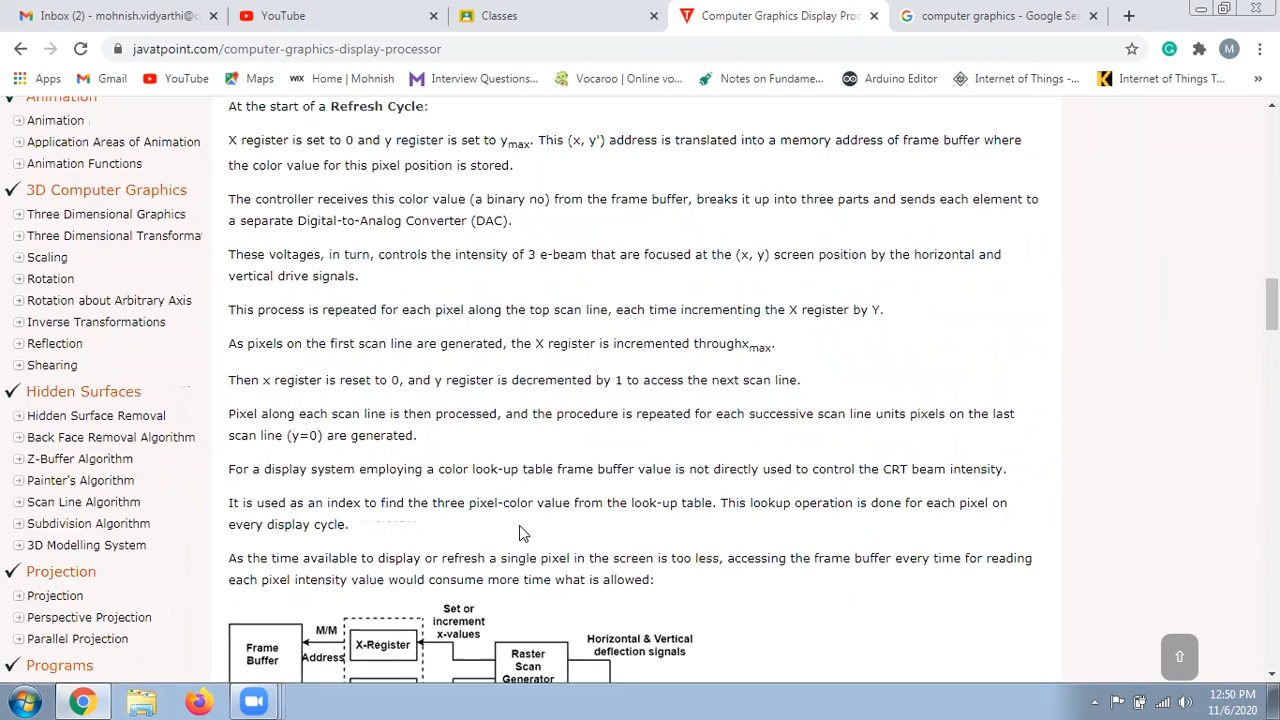 Inbox (2) - mohnish.vidyarthi@c
YouTube
Classes
Computer Graphics Display Proc
computer graphics - Google Sea
javatpoint.com/computer-graphics-display-processor
M
Apps
Gmail
YouTube
Maps
WIX Home | Mohnish
Interview Questions...
Vocaroo | Online vo...
Notes on Fundame...
Arduino Editor
Internet of Things -...
Internet of Things T...
»
Animation
Animation
Application Areas of Animation
Animation Functions
3D Computer Graphics
Three Dimensional Graphics
Three Dimensional Transforma
Scaling
Rotation
Rotation about Arbitrary Axis
Inverse Transformations
Reflection
Shearing
Hidden Surfaces
Hidden Surface Removal
Back Face Removal Algorithm
Z-Buffer Algorithm
Painter's Algorithm
Scan Line Algorithm
Subdivision Algorithm
3D Modelling System
Projection
Projection
Perspective Projection
Parallel Projection
Programs
At the start of a Refresh Cycle:
X register is set to 0 and y register is set to ymax. This (x, y') address is translated into a memory address of frame buffer where
the color value for this pixel position is stored.
The controller receives this color value (a binary no) from the frame buffer, breaks it up into three parts and sends each element to
a separate Digital-to-Analog Converter (DAC).
These voltages, in turn, controls the intensity of 3 e-beam that are focused at the (x, y) screen position by the horizontal and
vertical drive signals.
This process is repeated for each pixel along the top scan line, each time incrementing the X register by Y.
As pixels on the first scan line are generated, the X register is incremented throughxmax.
Then x register is reset to 0, and y register is decremented by 1 to access the next scan line.
Pixel along each scan line is then processed, and the procedure is repeated for each successive scan line units pixels on the last
scan line (y=0) are generated.
For a display system employing a color look-up table frame buffer value is not directly used to control the CRT beam intensity.
It is used as an index to find the three pixel-color value from the look-up table. This lookup operation is done for each pixel on
every display cycle.
As the time available to display or refresh a single pixel in the screen is too less, accessing the frame buffer every time for reading
each pixel intensity value would consume more time what is allowed:
Frame
Buffer
M/M
Address
X-Register
Set or
increment
x-values
Raster
Scan
Generator
Horizontal & Vertical
deflection signals
12:50 PM
11/6/2020